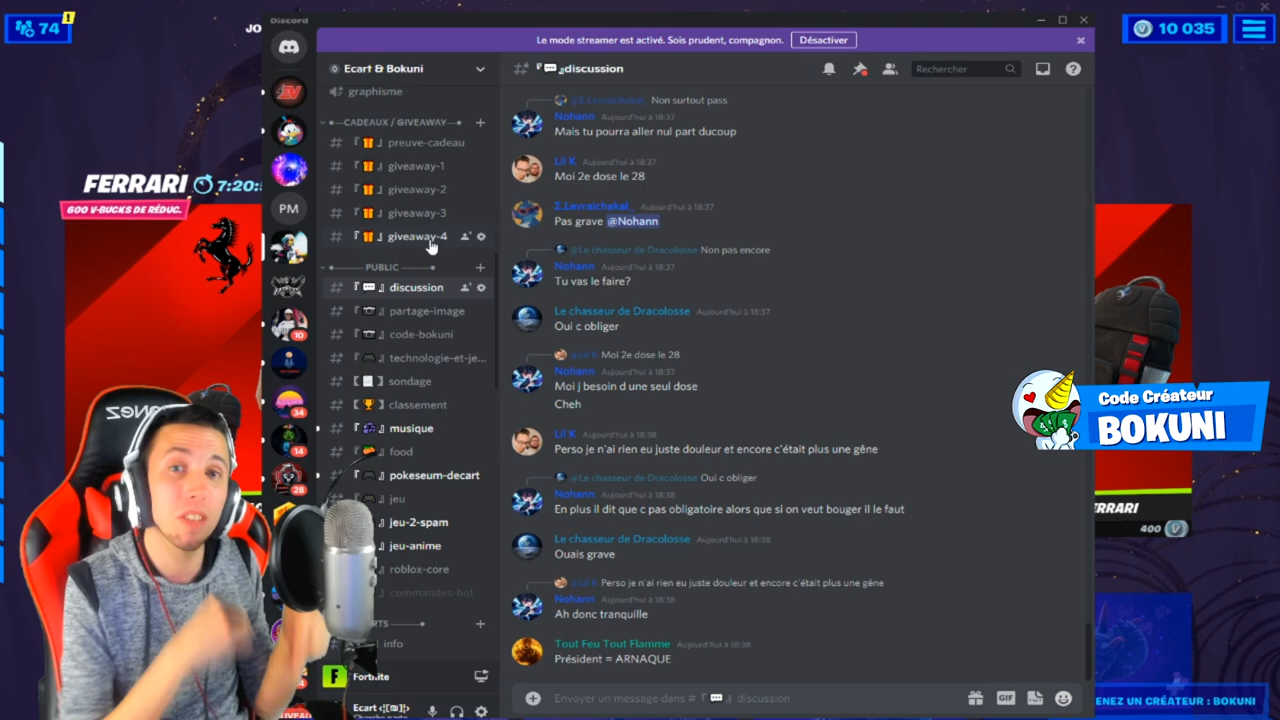 74
!
JO
10 035
FERRARI
7:20:
600 V-BUCKS DE RÉDUC.
Discord
Le mode streamer est activé. Sois prudent, compagnon.
Désactiver
Ecart & Bokuni
graphisme
CADEAUX / GIVEAWAY
preuve-cadeau
giveaway-1
giveaway-2
giveaway-3
giveaway-4
PUBLIC
discussion
partage-image
code-bokuni
technologie-et-je...
sondage
classement
musique
food
pokeseum-decart
jeu
jeu-2-spam
jeu-anime
roblox-core
commandes-bot
RTS
info
EV
PM
10
34
14
28
Fortnite
discussion
Rechercher
Non surtout pass
Nohann Aujourd'hui à 18:37
Mais tu pourra aller nul part ducoup
Lil K Aujourd'hui à 18:37
Moi 2e dose le 28
Σ.Levraichakal_ Aujourd'hui à 18:37
Pas grave @Nohann
@Le chasseur de Dracolosse Non pas encore
Nohann Aujourd'hui à 18:37
Tu vas le faire?
Le chasseur de Dracolosse Aujourd'hui à 18:37
Oui c obliger
@Lil K Moi 2e dose le 28
Nohann Aujourd'hui à 18:37
Moi j besoin d une seul dose
Cheh
Lil K Aujourd'hui à 18:38
Perso je n'ai rien eu juste douleur et encore c'était plus une gêne
@Le chasseur de Dracolosse Oui c obliger
Nohann Aujourd'hui à 18:38
En plus il dit que c pas obligatoire alors que si on veut bouger il le faut
Le chasseur de Dracolosse Aujourd'hui à 18:38
Ouais grave
@Lil K Perso je n'ai rien eu juste douleur et encore c'était plus une gêne
Nohann Aujourd'hui à 18:38
Ah donc tranquille
Tout Feu Tout Flamme Aujourd'hui à 18:38
Président = ARNAQUE
Envoyer un message dans # discussion
GIF
Code Créateur
BOKUNI
RRARI
400
ENEZ UN CRÉATEUR : BOKUNI